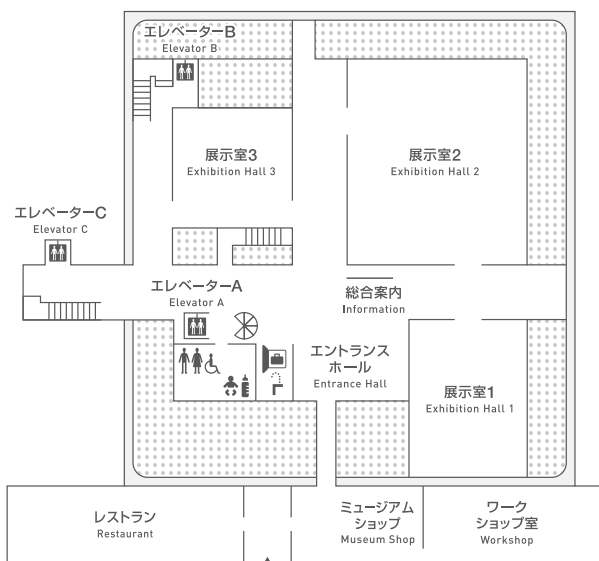 エレベーターB
Elevator B
展示室3
Exhibition Hall 3
展示室2
Exhibition Hall 2
エレベーターC
Elevator C
エレベーターA
Elevator A
総合案内
Information
エントランス
ホール
Entrance Hall
展示室1
Exhibition Hall 1
レストラン
Restaurant
ミュージアム
ショップ
Museum Shop
ワーク
ショップ室
Workshop